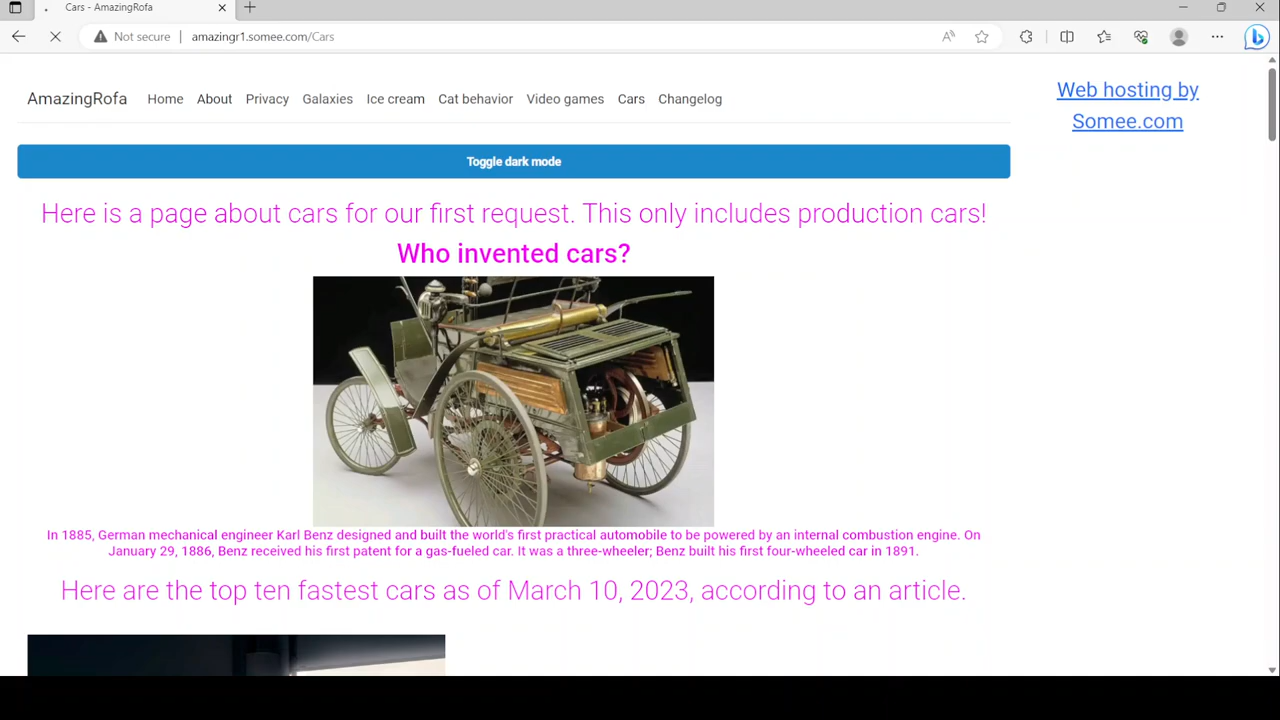 Cars - AmazingRofa
Not secure
amazingr1.somee.com/Cars
AmazingRofa Home About Privacy Galaxies Ice cream Cat behavior Video games Cars Changelog
Web hosting by
Somee.com
Toggle dark mode
Here is a page about cars for our first request. This only includes production cars!
Who invented cars?
In 1885, German mechanical engineer Karl Benz designed and built the world's first practical automobile to be powered by an internal combustion engine. On
January 29, 1886, Benz received his first patent for a gas-fueled car. It was a three-wheeler; Benz built his first four-wheeled car in 1891.
Here are the top ten fastest cars as of March 10, 2023, according to an article.